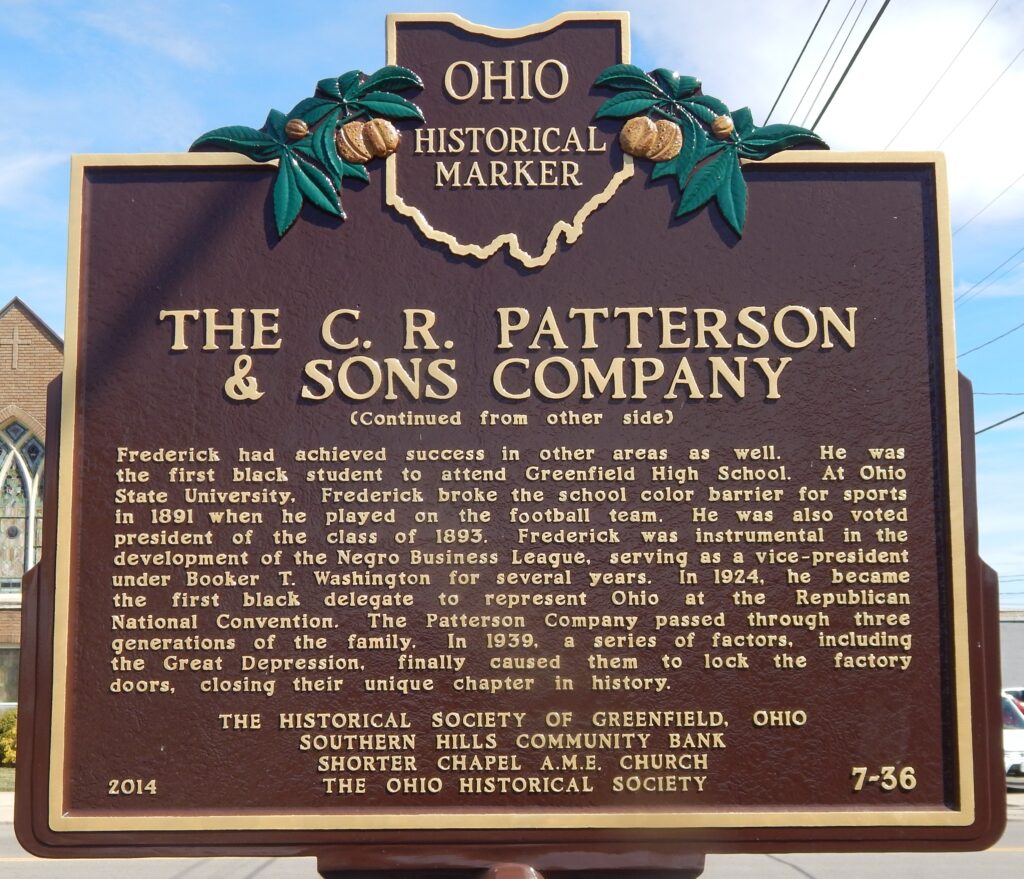 OHIO
HISTORICAL
MARKER
THE C. R. PATTERSON
& SONS COMPANY
(Continued from other side)
Frederick had achieved success in other areas as well. He was
the first black student to attend Greenfield High School. At Ohio
State University, Frederick broke the school color barrier for sports
in 1891 when he played on the football team. He was also voted
president of the class of 1893. Frederick was instrumental in the
development of the Negro Business League, serving as a vice-president
under Booker T. Washington for several years. In 1924, he became
the first black delegate to represent Ohio at the Republican
National Convention. The Patterson Company passed through three
generations of the family. In 1939, a series of factors, including
the Great Depression, finally caused them to lock the factory
doors, closing their unique chapter in history.
THE HISTORICAL SOCIETY OF GREENFIELD, OHIO
SOUTHERN HILLS COMMUNITY BANK
SHORTER CHAPEL A.M.E. CHURCH
2014 THE OHIO HISTORICAL SOCIETY 7-36